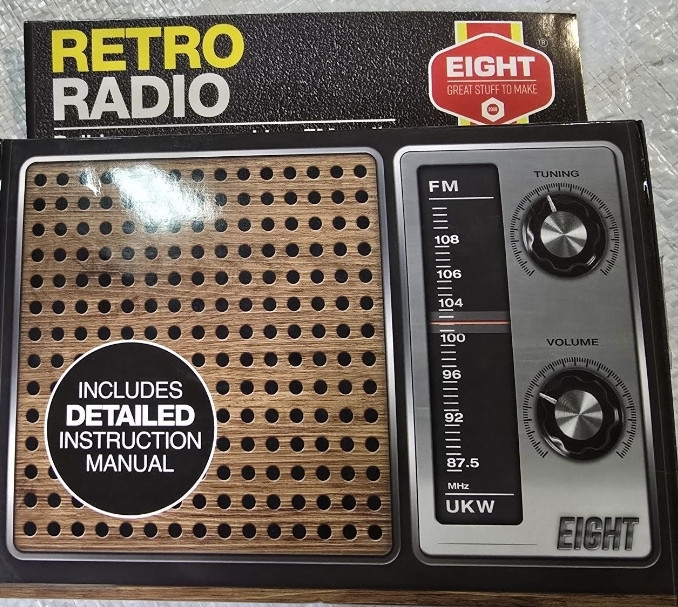 RETRO
RADIO
EIGHT
GREAT STUFF TO MAKE
FM
108
106
104
100
96
92
87.5
MHz
UKW
TUNING
VOLUME
EIGHT
INCLUDES
DETAILED
INSTRUCTION
MANUAL